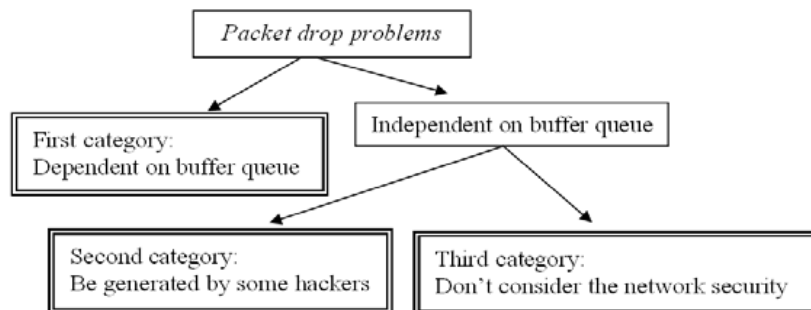 Packet drop problems
First category:
Dependent on buffer queue
Independent on buffer queue
Second category:
Be generated by some hackers
Third category:
Don't consider the network security